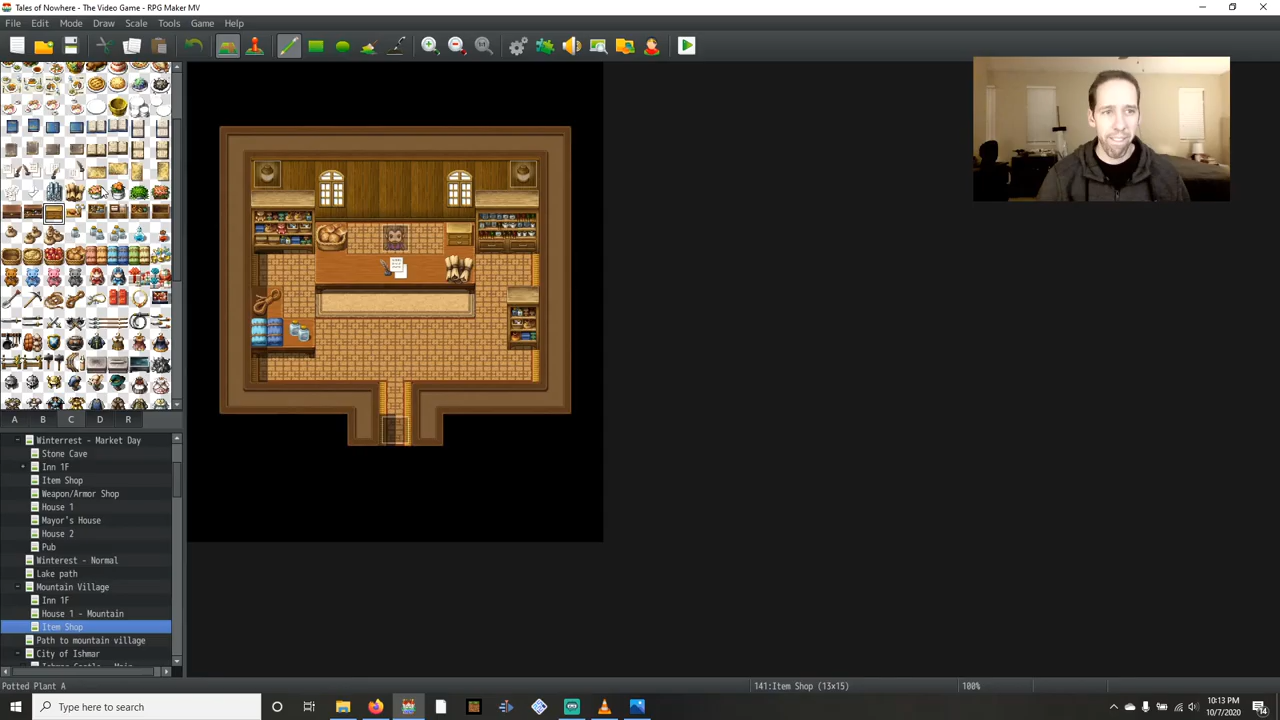 Tales of Nowhere - The Video Game - RPG Maker MV
File Edit Mode Draw Scale Tools Game Help
A B C D R
Winterrest - Market Day
Stone Cave
Inn 1F
Item Shop
Weapon/Armor Shop
House 1
Mayor's House
House 2
Pub
Winterest - Normal
Lake path
Mountain Village
Inn 1F
House 1 - Mountain
Item Shop
Path to mountain village
City of Ishmar
Potted Plant A 141:Item Shop (13×15) 100%
Type here to search
10:13 PM
10/7/2020
14